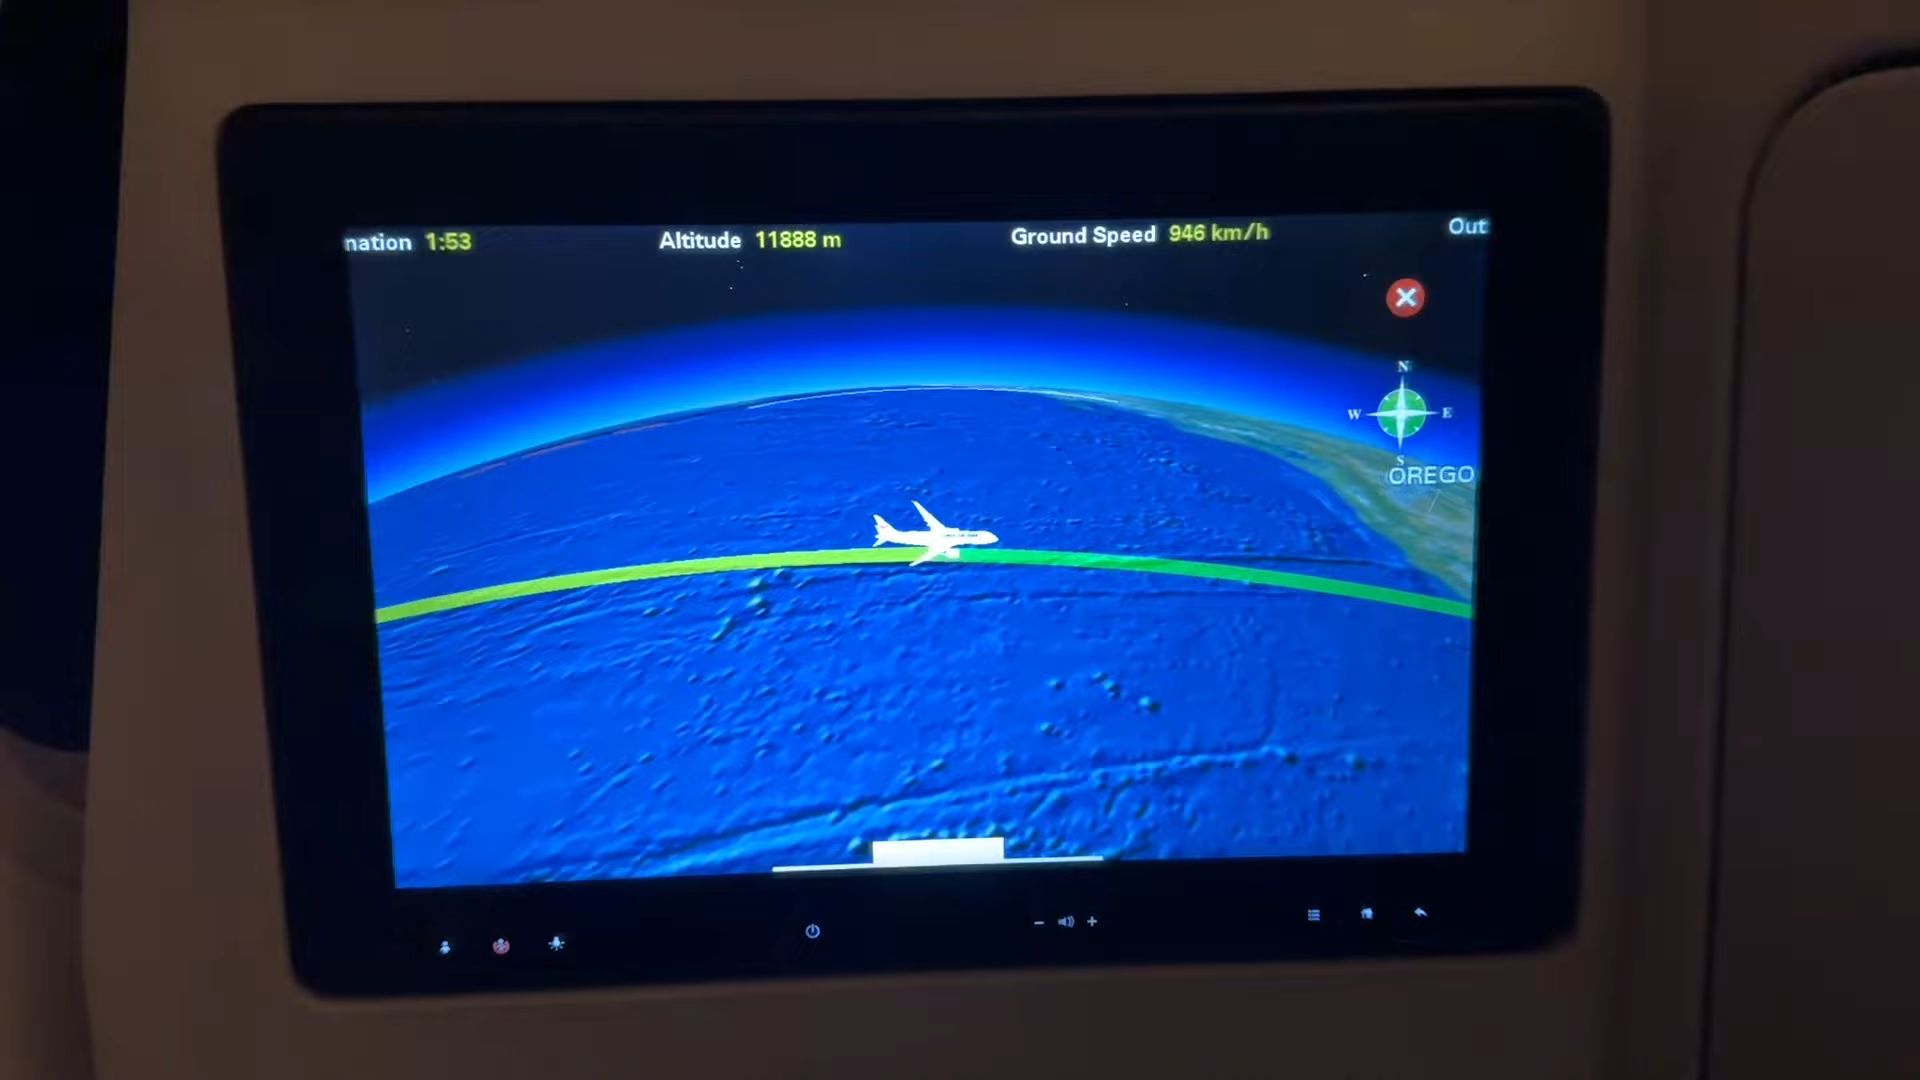 nation 1:53 Altitude 11888 m Ground Speed 946 km/h Out
N
W E
S
OREGO